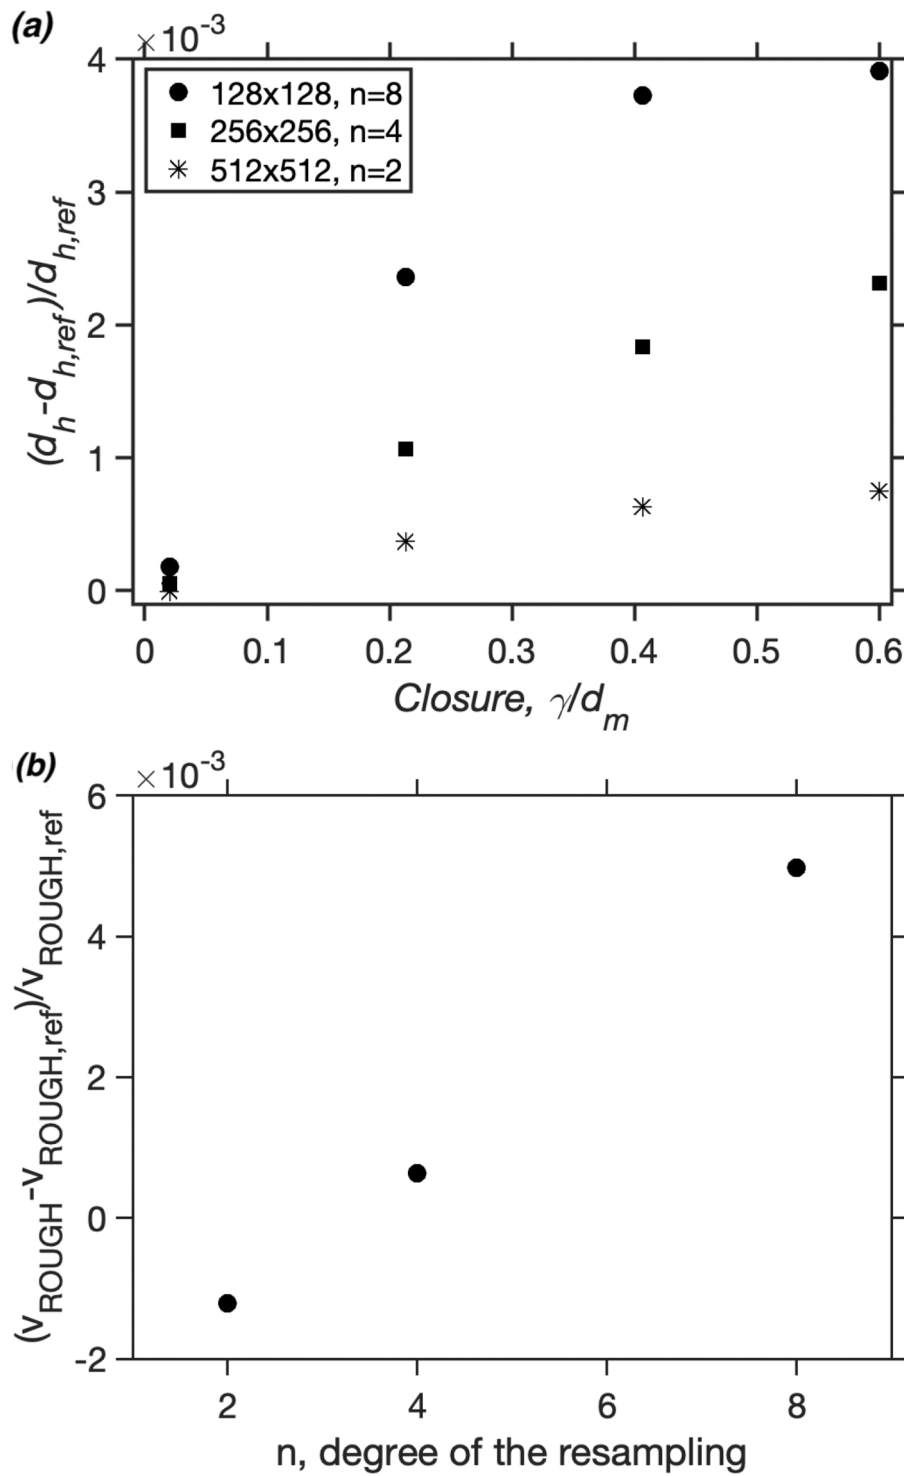 (a)
×10⁻³
4
3
2
1
0
128x128, n=8
256x256, n=4
512x512, n=2
(d_h-d_h,ref)/d_h,ref
0 0.1 0.2 0.3 0.4 0.5 0.6
Closure, γ/d_m
(b)
×10⁻³
6
4
2
0
-2
(v_ROUGH-v_ROUGH,ref)/v_ROUGH,ref
2 4 6 8
n, degree of the resampling